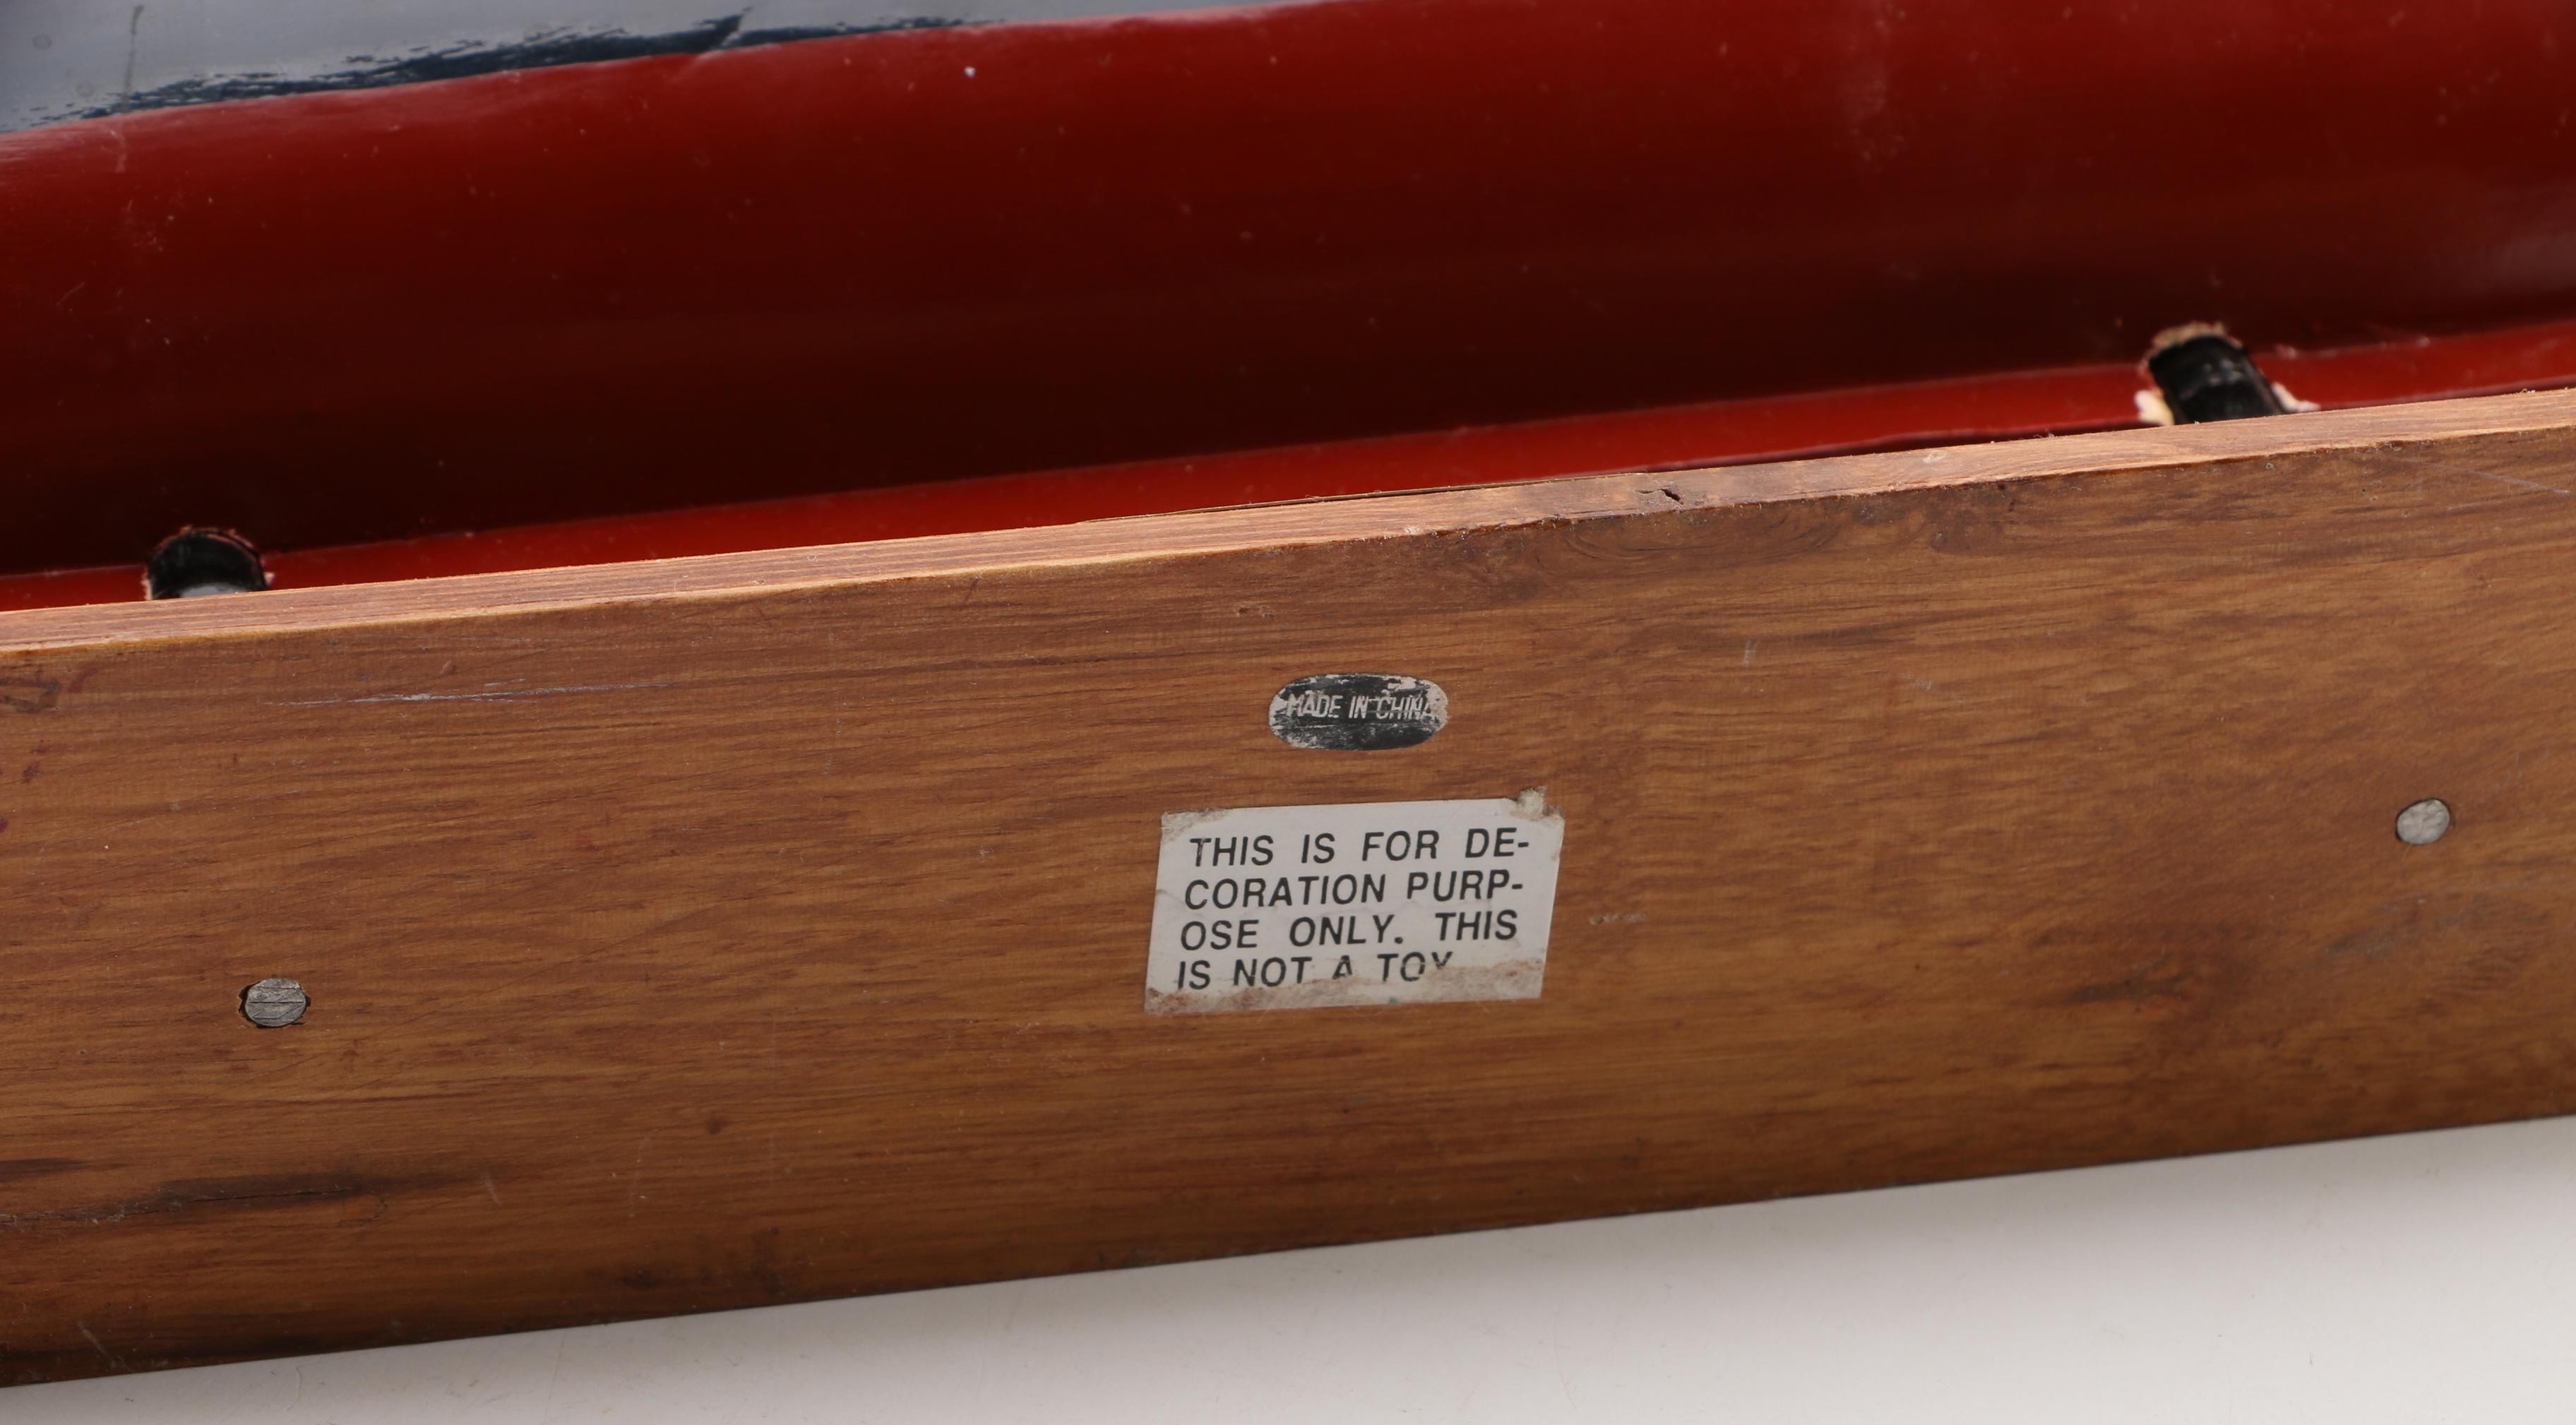 MADE IN CHINA
THIS IS FOR DE-
CORATION PURP-
OSE ONLY. THIS
IS NOT A TOY